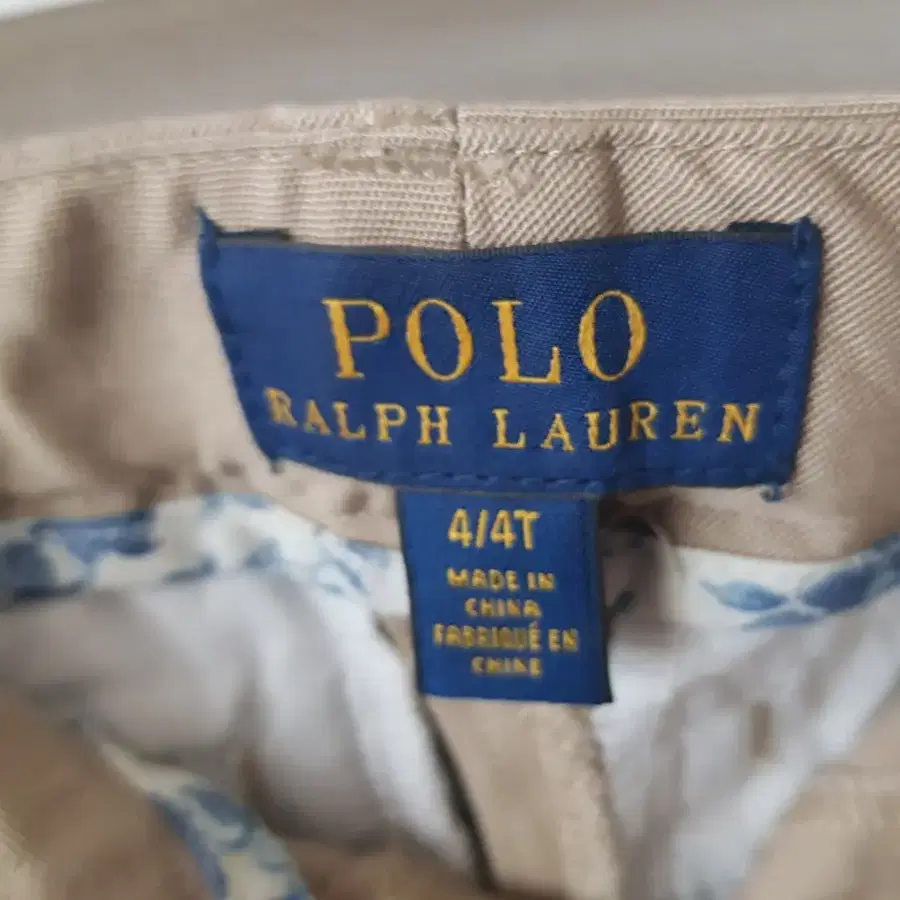 POLO
RALPH LAUREN
4/4T
MADE IN
CHINA
FABRIQUÉ EN
CHINE